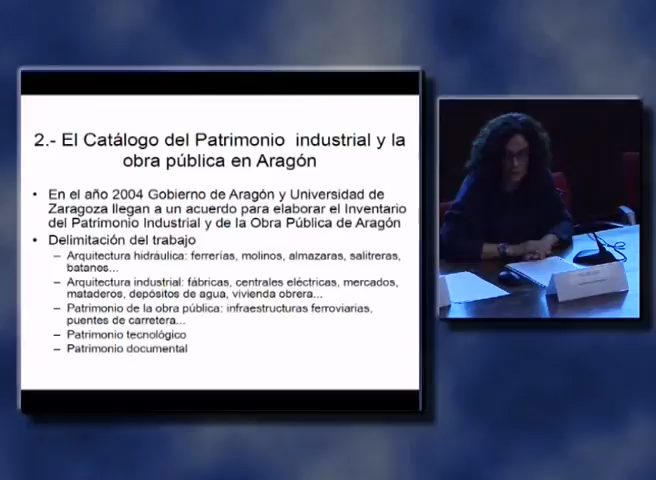 2.- El Catálogo del Patrimonio industrial y la
obra pública en Aragón
• En el año 2004 Gobierno de Aragón y Universidad de
Zaragoza llegan a un acuerdo para elaborar el Inventario
del Patrimonio Industrial y de la Obra Pública de Aragón
• Delimitación del trabajo
– Arquitectura hidráulica: ferrerías, molinos, almazaras, salitreras,
batanes...
– Arquitectura industrial: fábricas, centrales eléctricas, mercados,
mataderos, depósitos de agua, vivienda obrera...
– Patrimonio de la obra pública: infraestructuras ferroviarias,
puentes de carretera...
– Patrimonio tecnológico
– Patrimonio documental